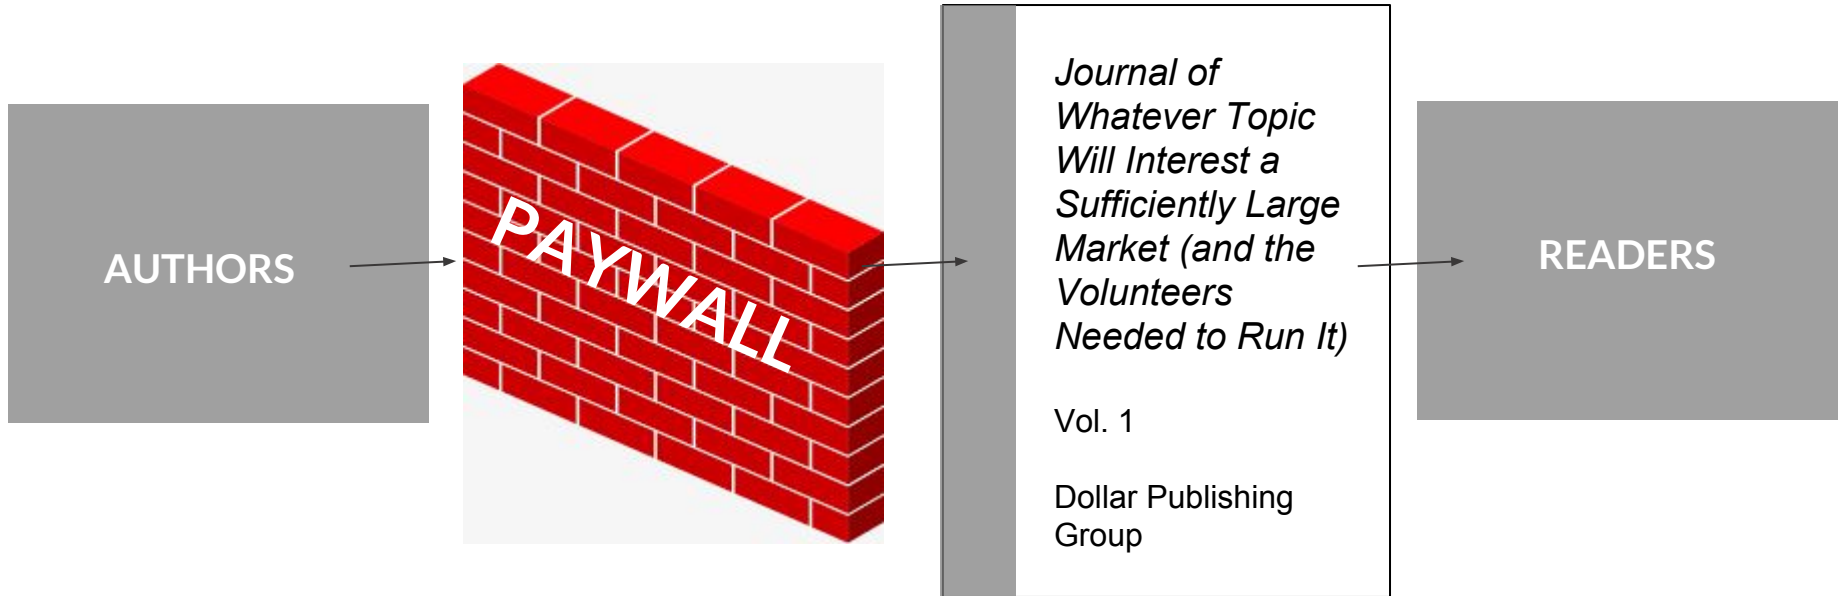 AUTHORS
PAYWALL
Journal of
Whatever Topic
Will Interest a
Sufficiently Large
Market (and the
Volunteers
Needed to Run It)
Vol. 1
Dollar Publishing
Group
READERS